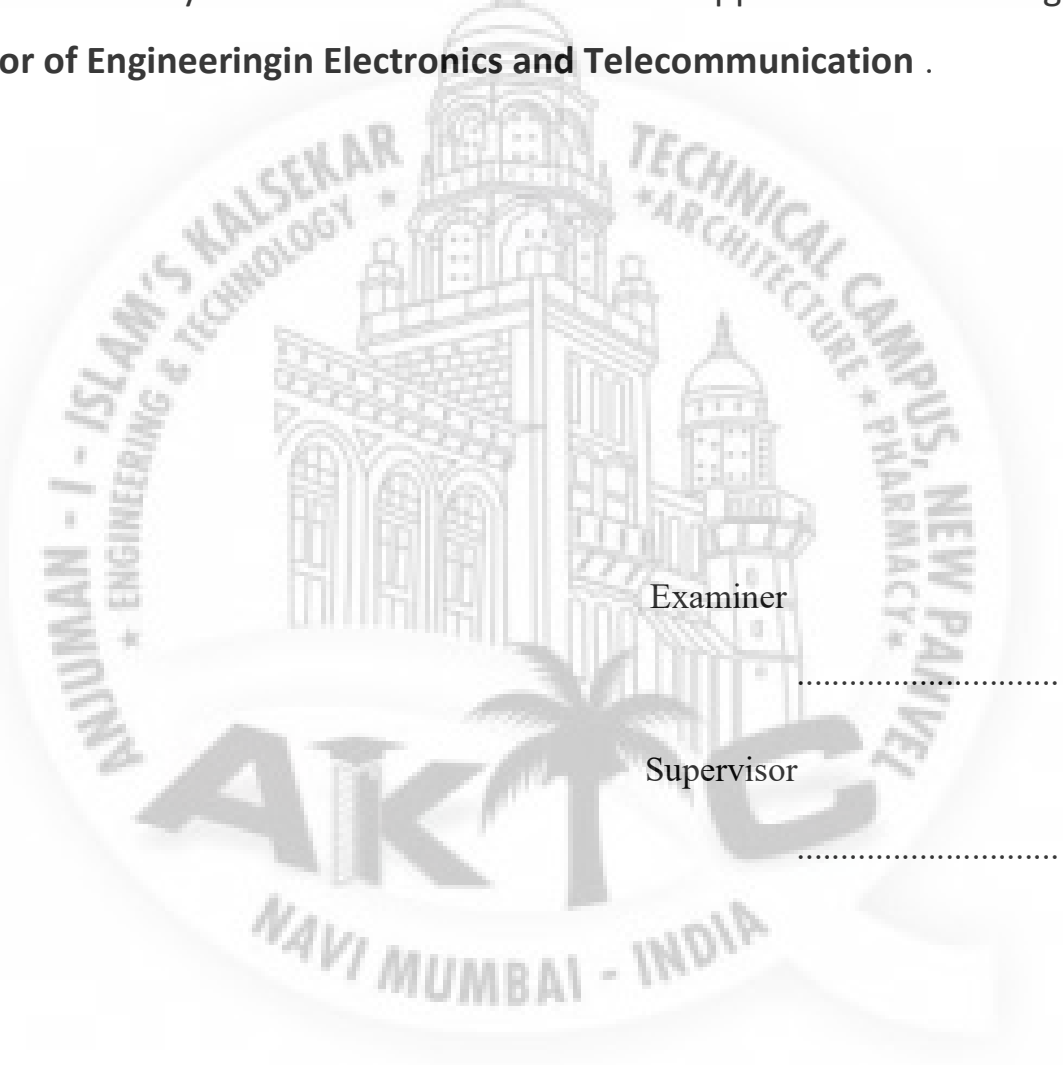 or of Engineeringin Electronics and Telecommunication .
ANJUMAN - I - ISLAM'S KALSEKAR TECHNICAL CAMPUS, NEW PANVEL
* ENGINEERING & TECHNOLOGY * *ARCHITECTURE * PHARMACY*
Examiner
..............................
Supervisor
..............................
AKTC
NAVI MUMBAI - INDIA